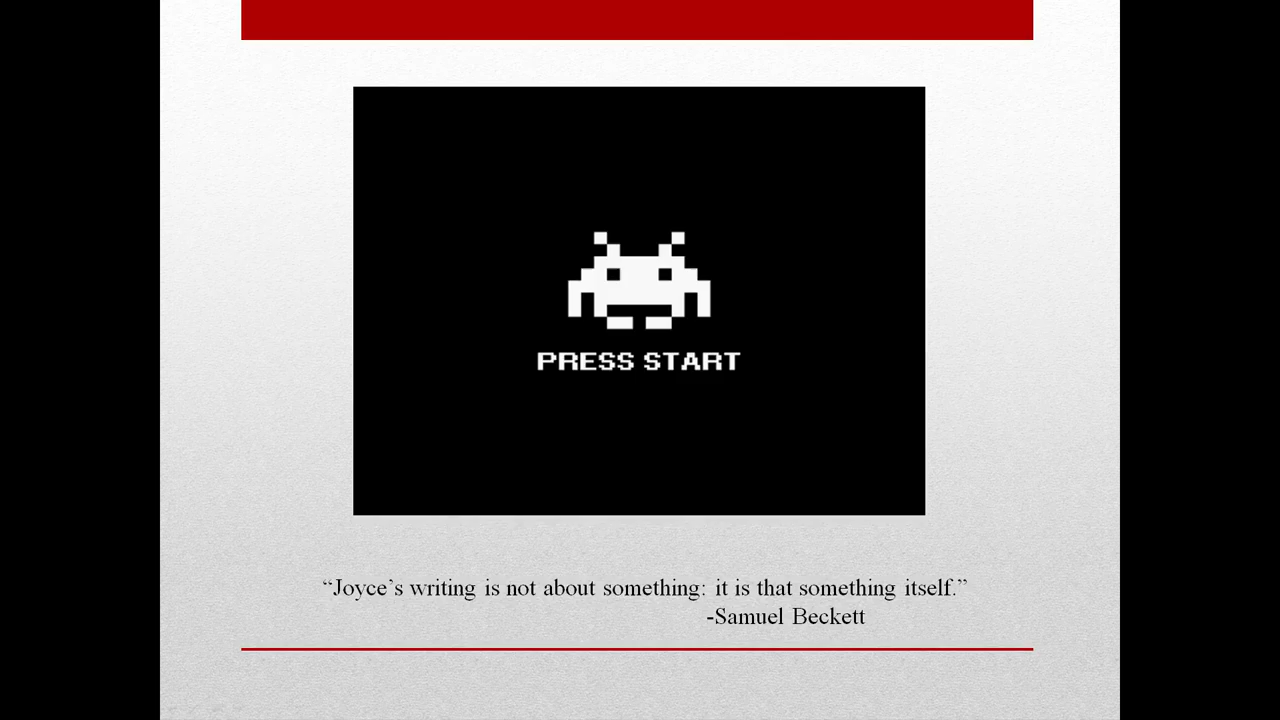 PRESS START
“Joyce’s writing is not about something: it is that something itself.”
-Samuel Beckett